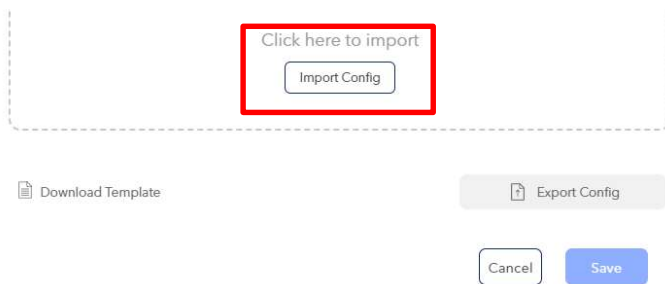 Click here to import
Import Config
Download Template
Export Config
Cancel
Save